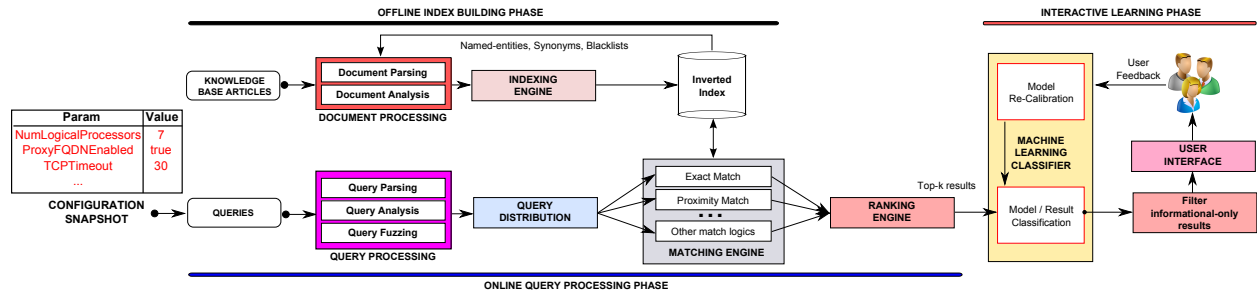 OFFLINE INDEX BUILDING PHASE
INTERACTIVE LEARNING PHASE
Named-entities, Synonyms, Blacklists
KNOWLEDGE
BASE ARTICLES
Document Parsing
Document Analysis
DOCUMENT PROCESSING
INDEXING
ENGINE
Inverted
Index
Param Value
NumLogicalProcessors 7
ProxyFQDNEnabled true
TCPTimeout 30
...
CONFIGURATION
SNAPSHOT
QUERIES
Query Parsing
Query Analysis
Query Fuzzing
QUERY PROCESSING
QUERY
DISTRIBUTION
Exact Match
Proximity Match
...
Other match logics
MATCHING ENGINE
RANKING
ENGINE
Top-k results
Model
Re-Calibration
MACHINE
LEARNING
CLASSIFIER
Model / Result
Classification
User
Feedback
USER
INTERFACE
Filter
informational-only
results
ONLINE QUERY PROCESSING PHASE